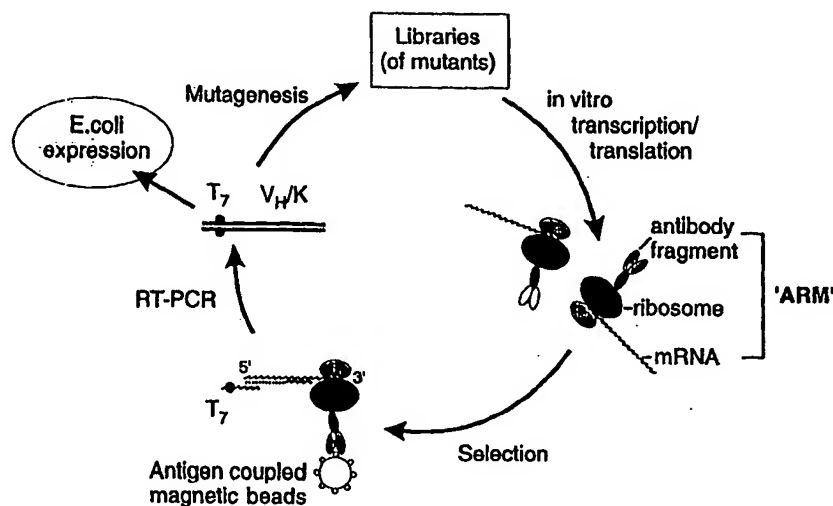 Libraries
(of mutants)
Mutagenesis
in vitro
transcription/
translation
E.coli
expression
T7
VH/K
antibody
fragment
'ARM'
ribosome
mRNA
RT-PCR
5'
3'
T7
Selection
Antigen coupled
magnetic beads